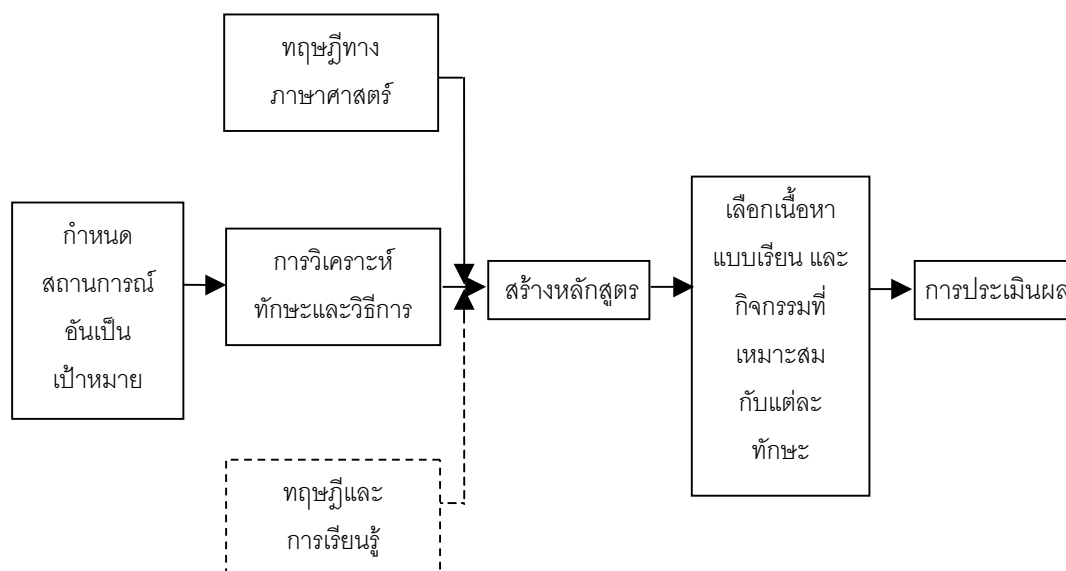 ทฤษฎีทาง
ภาษาศาสตร์
กำหนด
สถานการณ์
อันเป็น
เป้าหมาย
การวิเคราะห์
ทักษะและวิธีการ
สร้างหลักสูตร
เลือกเนื้อหา
แบบเรียน และ
กิจกรรมที่
เหมาะสม
กับแต่ละ
ทักษะ
การประเมินผล
ทฤษฎีและ
การเรียนรู้